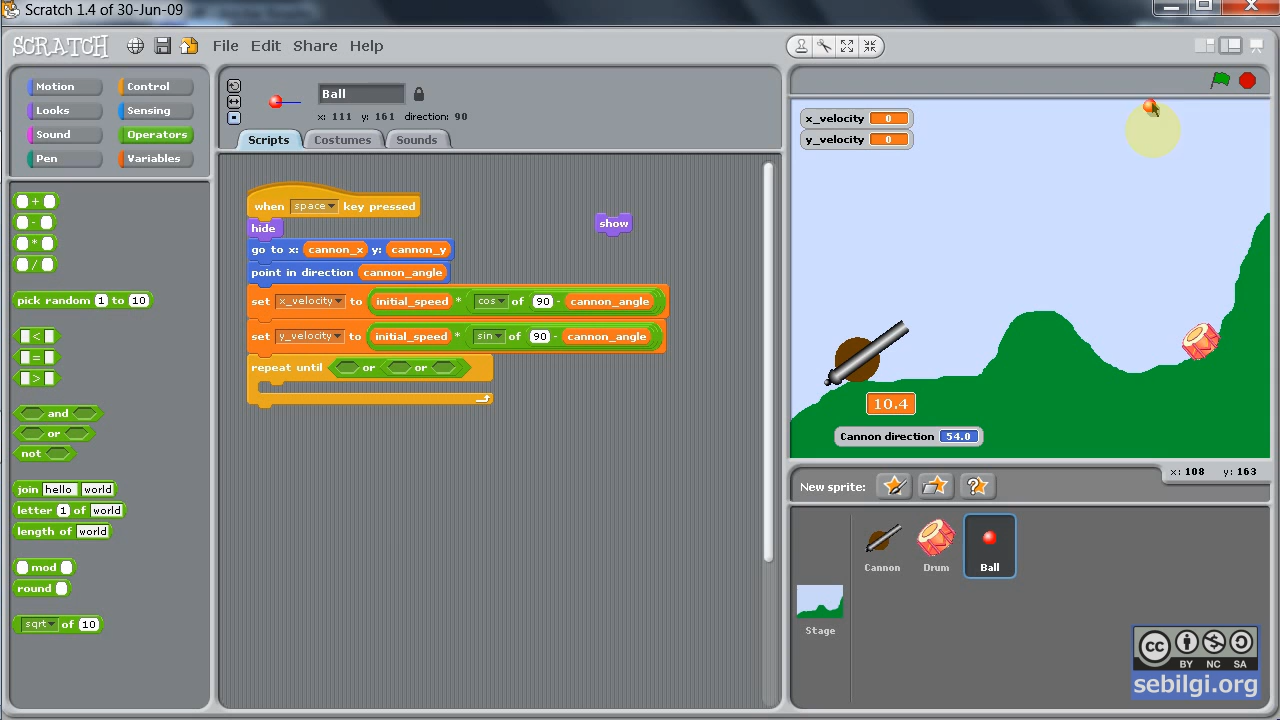 Scratch 1.4 of 30-Jun-09
SCRATCH File Edit Share Help
Motion Control
Looks Sensing
Sound Operators
Pen Variables
+
-
*
/
pick random 1 to 10
<
=
>
and
or
not
join hello world
letter 1 of world
length of world
mod
round
sqrt of 10
Ball
x: 111 y: 161 direction: 90
Scripts Costumes Sounds
when space key pressed
hide
show
go to x: cannon_x y: cannon_y
point in direction cannon_angle
set x_velocity to initial_speed * cos of 90 - cannon_angle
set y_velocity to initial_speed * sin of 90 - cannon_angle
repeat until or or
x_velocity 0
y_velocity 0
10.4
Cannon direction 54.0
x: 108 y: 163
New sprite:
Cannon Drum Ball
Stage
cc BY NC SA
sebilgi.org